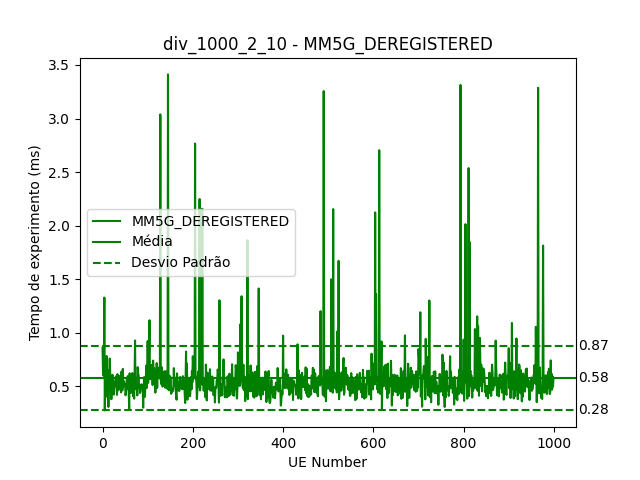 div_1000_2_10 - MM5G_DEREGISTERED
3.5
3.0
2.5
2.0
1.5
1.0
0.5
Tempo de experimento (ms)
MM5G_DEREGISTERED
Média
Desvio Padrão
0.87
0.58
0.28
0
200
400
600
800
1000
UE Number